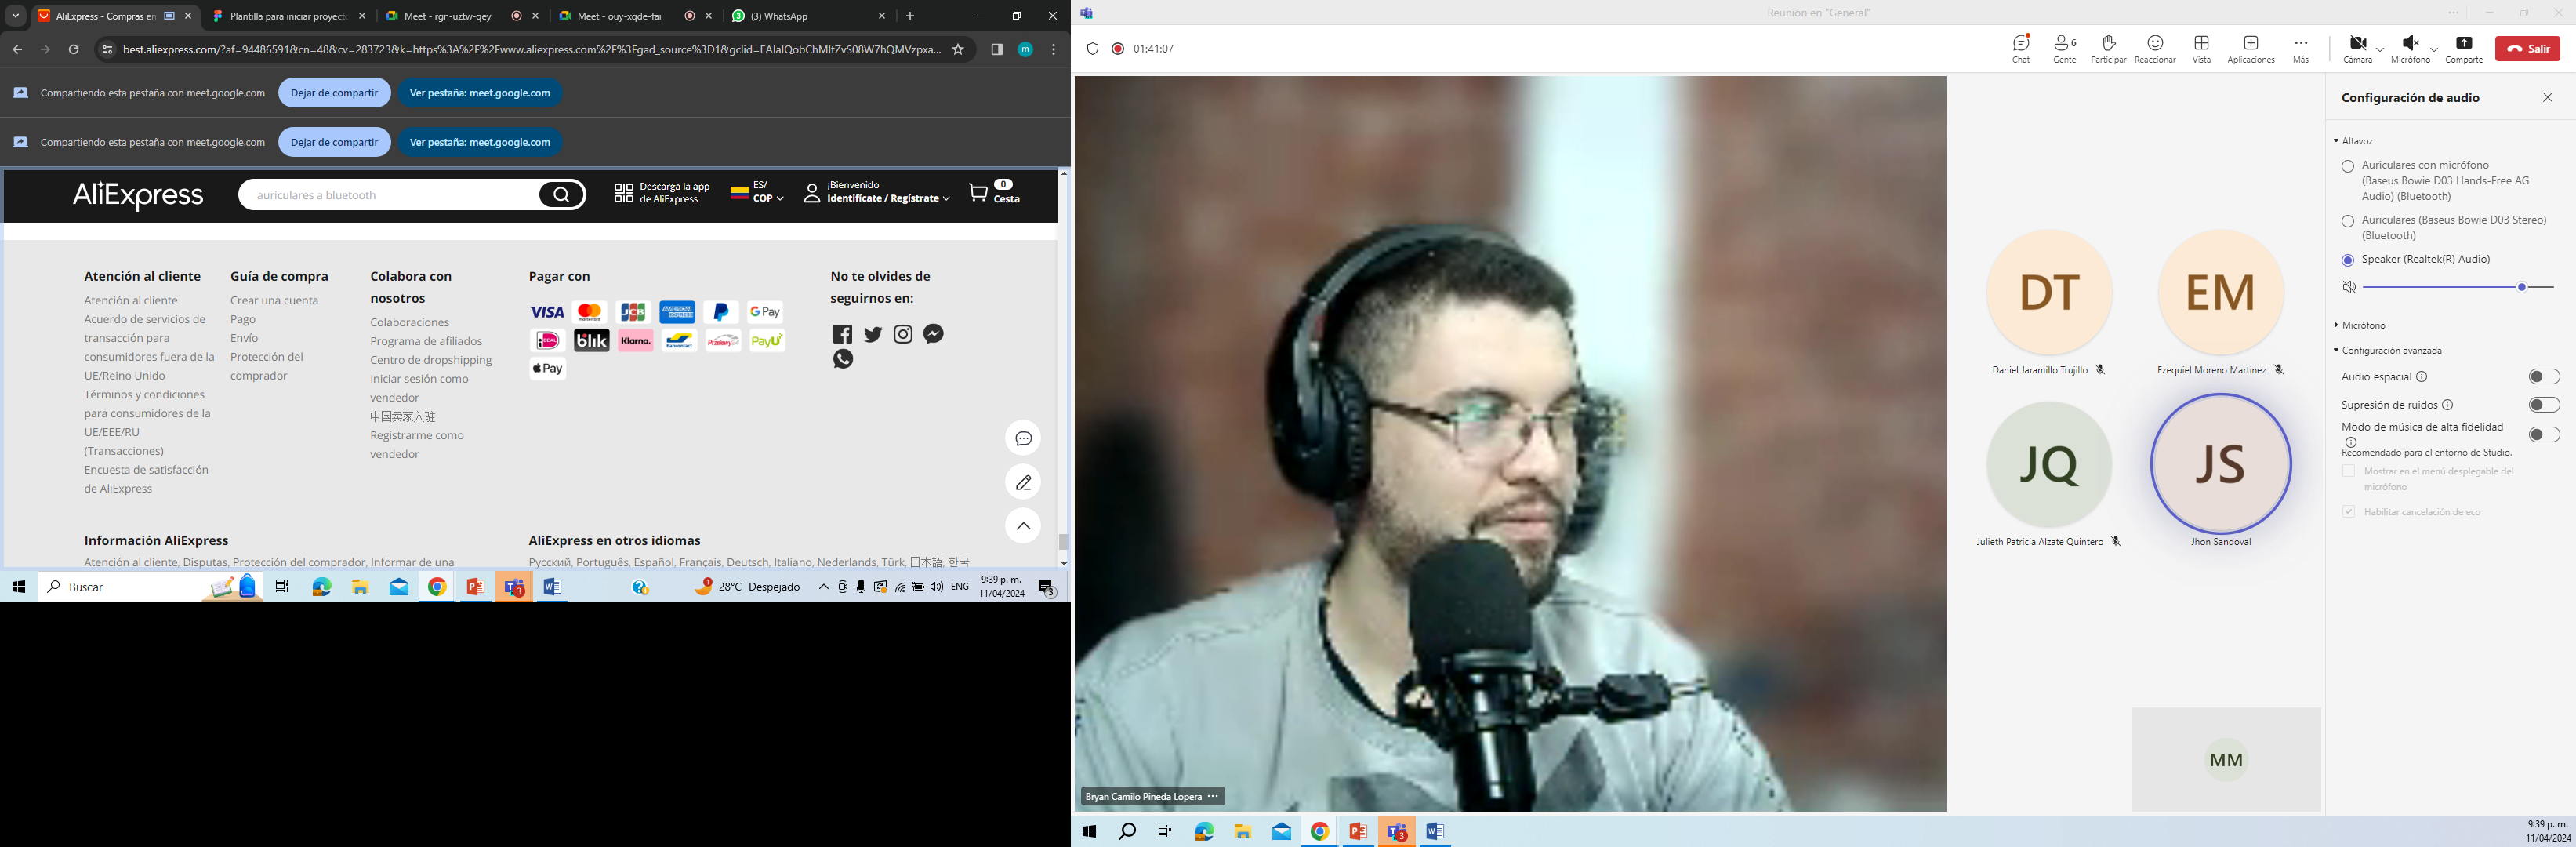 AliExpress - Compras en
Plantilla para iniciar proyecto
Meet - rgn-uztw-qey
Meet - ouy-xqde-fai
(3) WhatsApp
best.aliexpress.com/?af=94486591&cn=48&cv=283723&k=https%3A%2F%2Fwww.aliexpress.com%2F%3Fgad_source%3D1&gclid=EAIaIQobChMItZvS08W7hQMVzpxa...
m
Compartiendo esta pestaña con meet.google.com
Dejar de compartir
Ver pestaña: meet.google.com
Compartiendo esta pestaña con meet.google.com
Dejar de compartir
Ver pestaña: meet.google.com
AliExpress
auriculares a bluetooth
Descarga la app
de AliExpress
ES/
COP
¡Bienvenido
Identifícate / Regístrate
0
Cesta
Atención al cliente
Atención al cliente
Acuerdo de servicios de
transacción para
consumidores fuera de la
UE/Reino Unido
Términos y condiciones
para consumidores de la
UE/EEE/RU
(Transacciones)
Encuesta de satisfacción
de AliExpress
Guía de compra
Crear una cuenta
Pago
Envío
Protección del
comprador
Colabora con
nosotros
Colaboraciones
Programa de afiliados
Centro de dropshipping
Iniciar sesión como
vendedor
中国卖家入驻
Registrarme como
vendedor
Pagar con
VISA
mastercard
JCB
AMERICAN EXPRESS
G Pay
iDEAL
blik
Klarna.
Bancontact
Przelewy24
PayU
Pay
No te olvides de
seguirnos en:
Información AliExpress
Atención al cliente, Disputas, Protección del comprador, Informar de una
AliExpress en otros idiomas
Русский, Português, Español, Français, Deutsch, Italiano, Nederlands, Türk, 日本語, 한국
Buscar
3
1
28°C Despejado
ENG
9:39 p. m.
11/04/2024
3
Reunión en "General"
01:41:07
Chat
6
Gente
Participar
Reaccionar
Vista
Aplicaciones
Más
Cámara
Micrófono
Comparte
Salir
Bryan Camilo Pineda Lopera
DT
Daniel Jaramillo Trujillo
EM
Ezequiel Moreno Martinez
JQ
Julieth Patricia Alzate Quintero
JS
Jhon Sandoval
MM
Configuración de audio
Altavoz
Auriculares con micrófono
(Baseus Bowie D03 Hands-Free AG
Audio) (Bluetooth)
Auriculares (Baseus Bowie D03 Stereo)
(Bluetooth)
Speaker (Realtek(R) Audio)
Micrófono
Configuración avanzada
Audio espacial
Supresión de ruidos
Modo de música de alta fidelidad
Recomendado para el entorno de Studio.
Mostrar en el menú desplegable del
micrófono
Habilitar cancelación de eco
3
9:39 p. m.
11/04/2024